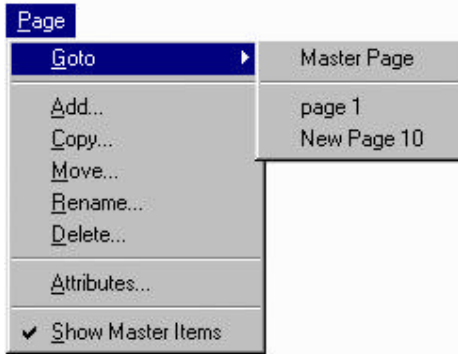 Page
Goto
Master Page
page 1
New Page 10
Add...
Copy...
Move...
Rename...
Delete...
Attributes...
Show Master Items